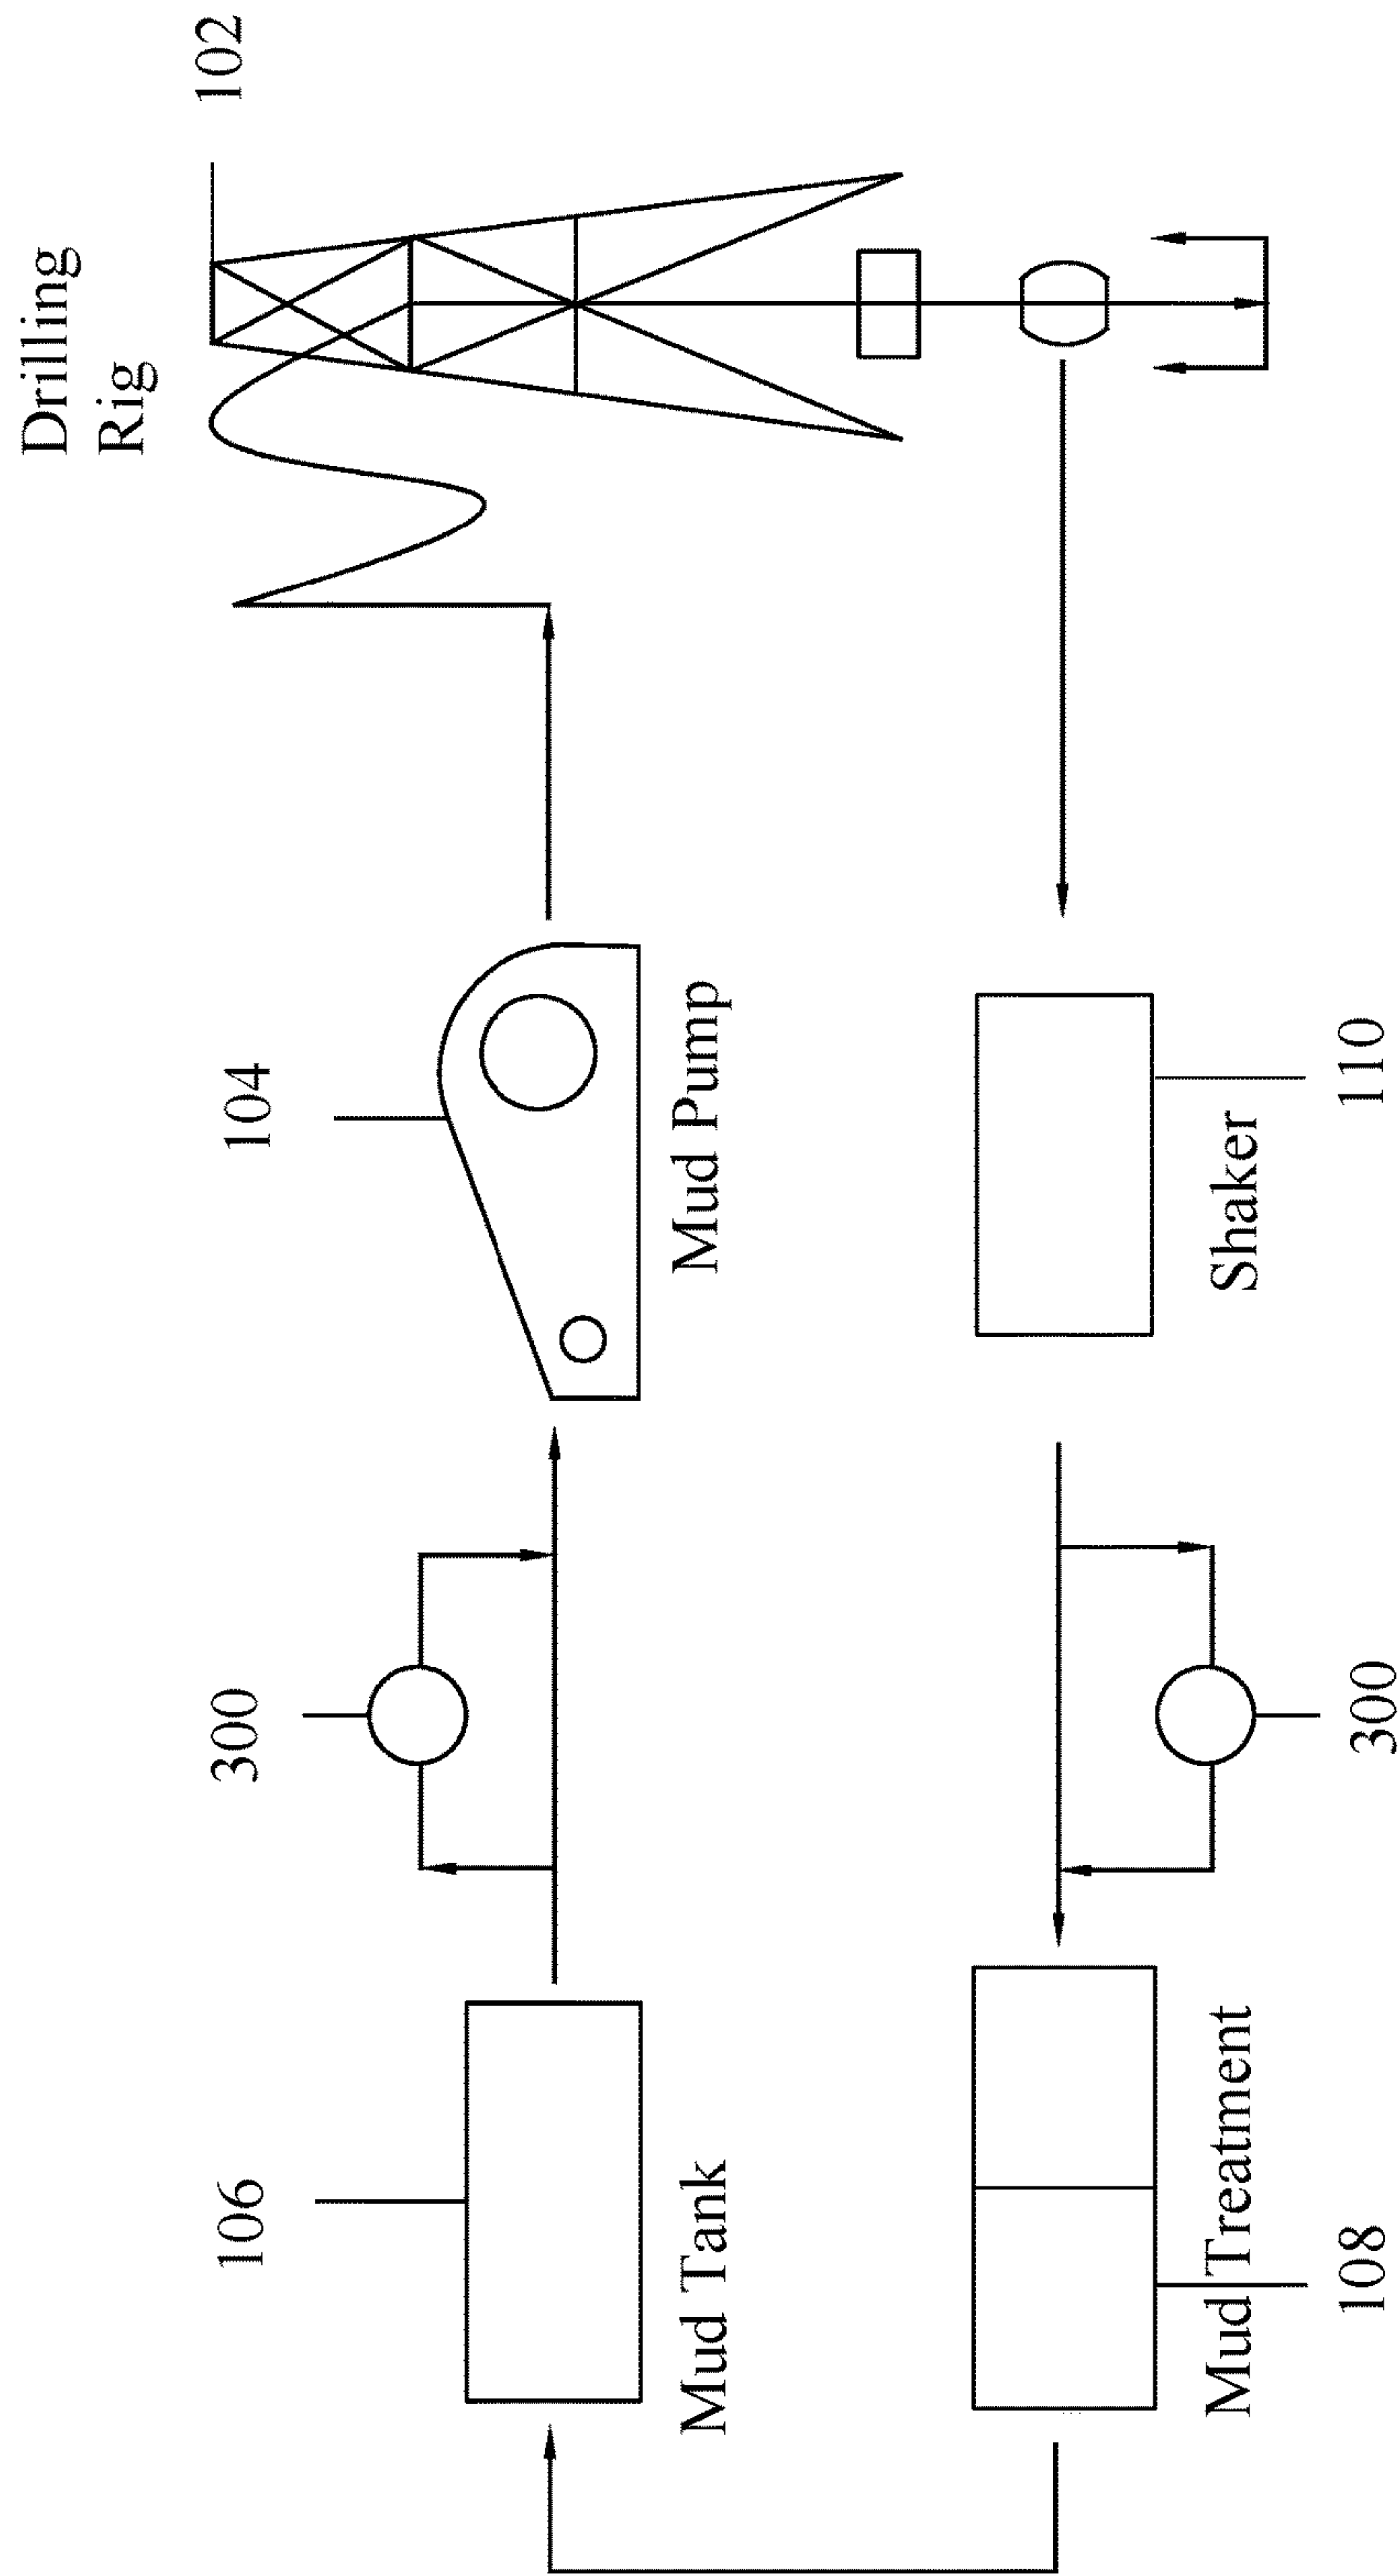 Drilling
Rig
102
104
Mud Pump
300
106
Mud Tank
110
Shaker
300
108
Mud Treatment